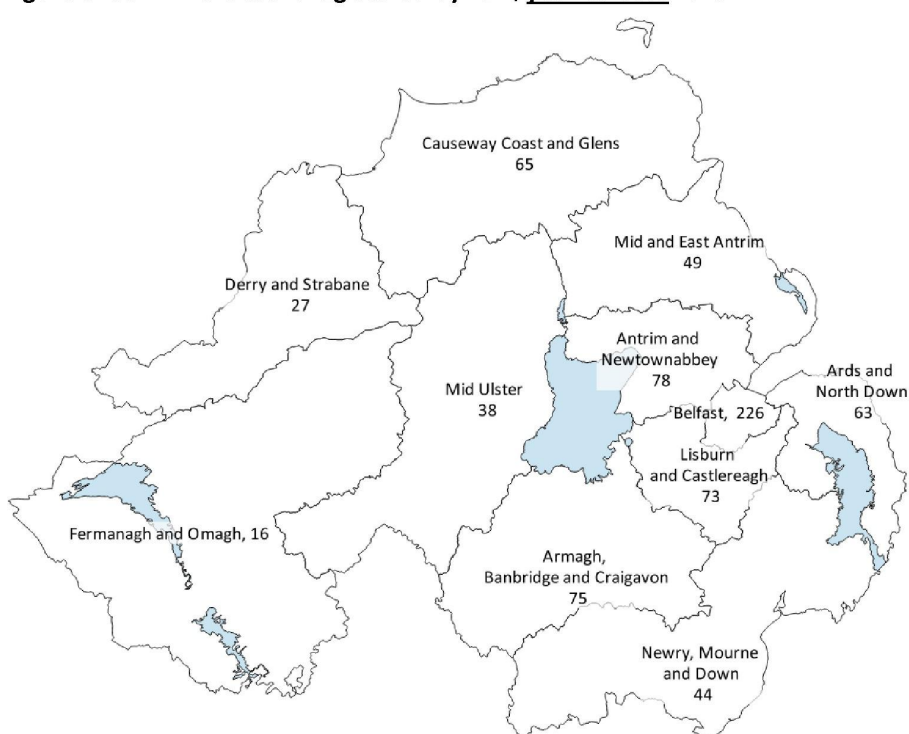 Causeway Coast and Glens
65
Mid and East Antrim
49
Derry and Strabane
27
Antrim and
Newtownabbey
78
Ards and
North Down
63
Mid Ulster
38
Belfast, 226
Lisburn
and Castlereagh
73
Fermanagh and Omagh, 16
Armagh,
Banbridge and Craigavon
75
Newry, Mourne
and Down
44